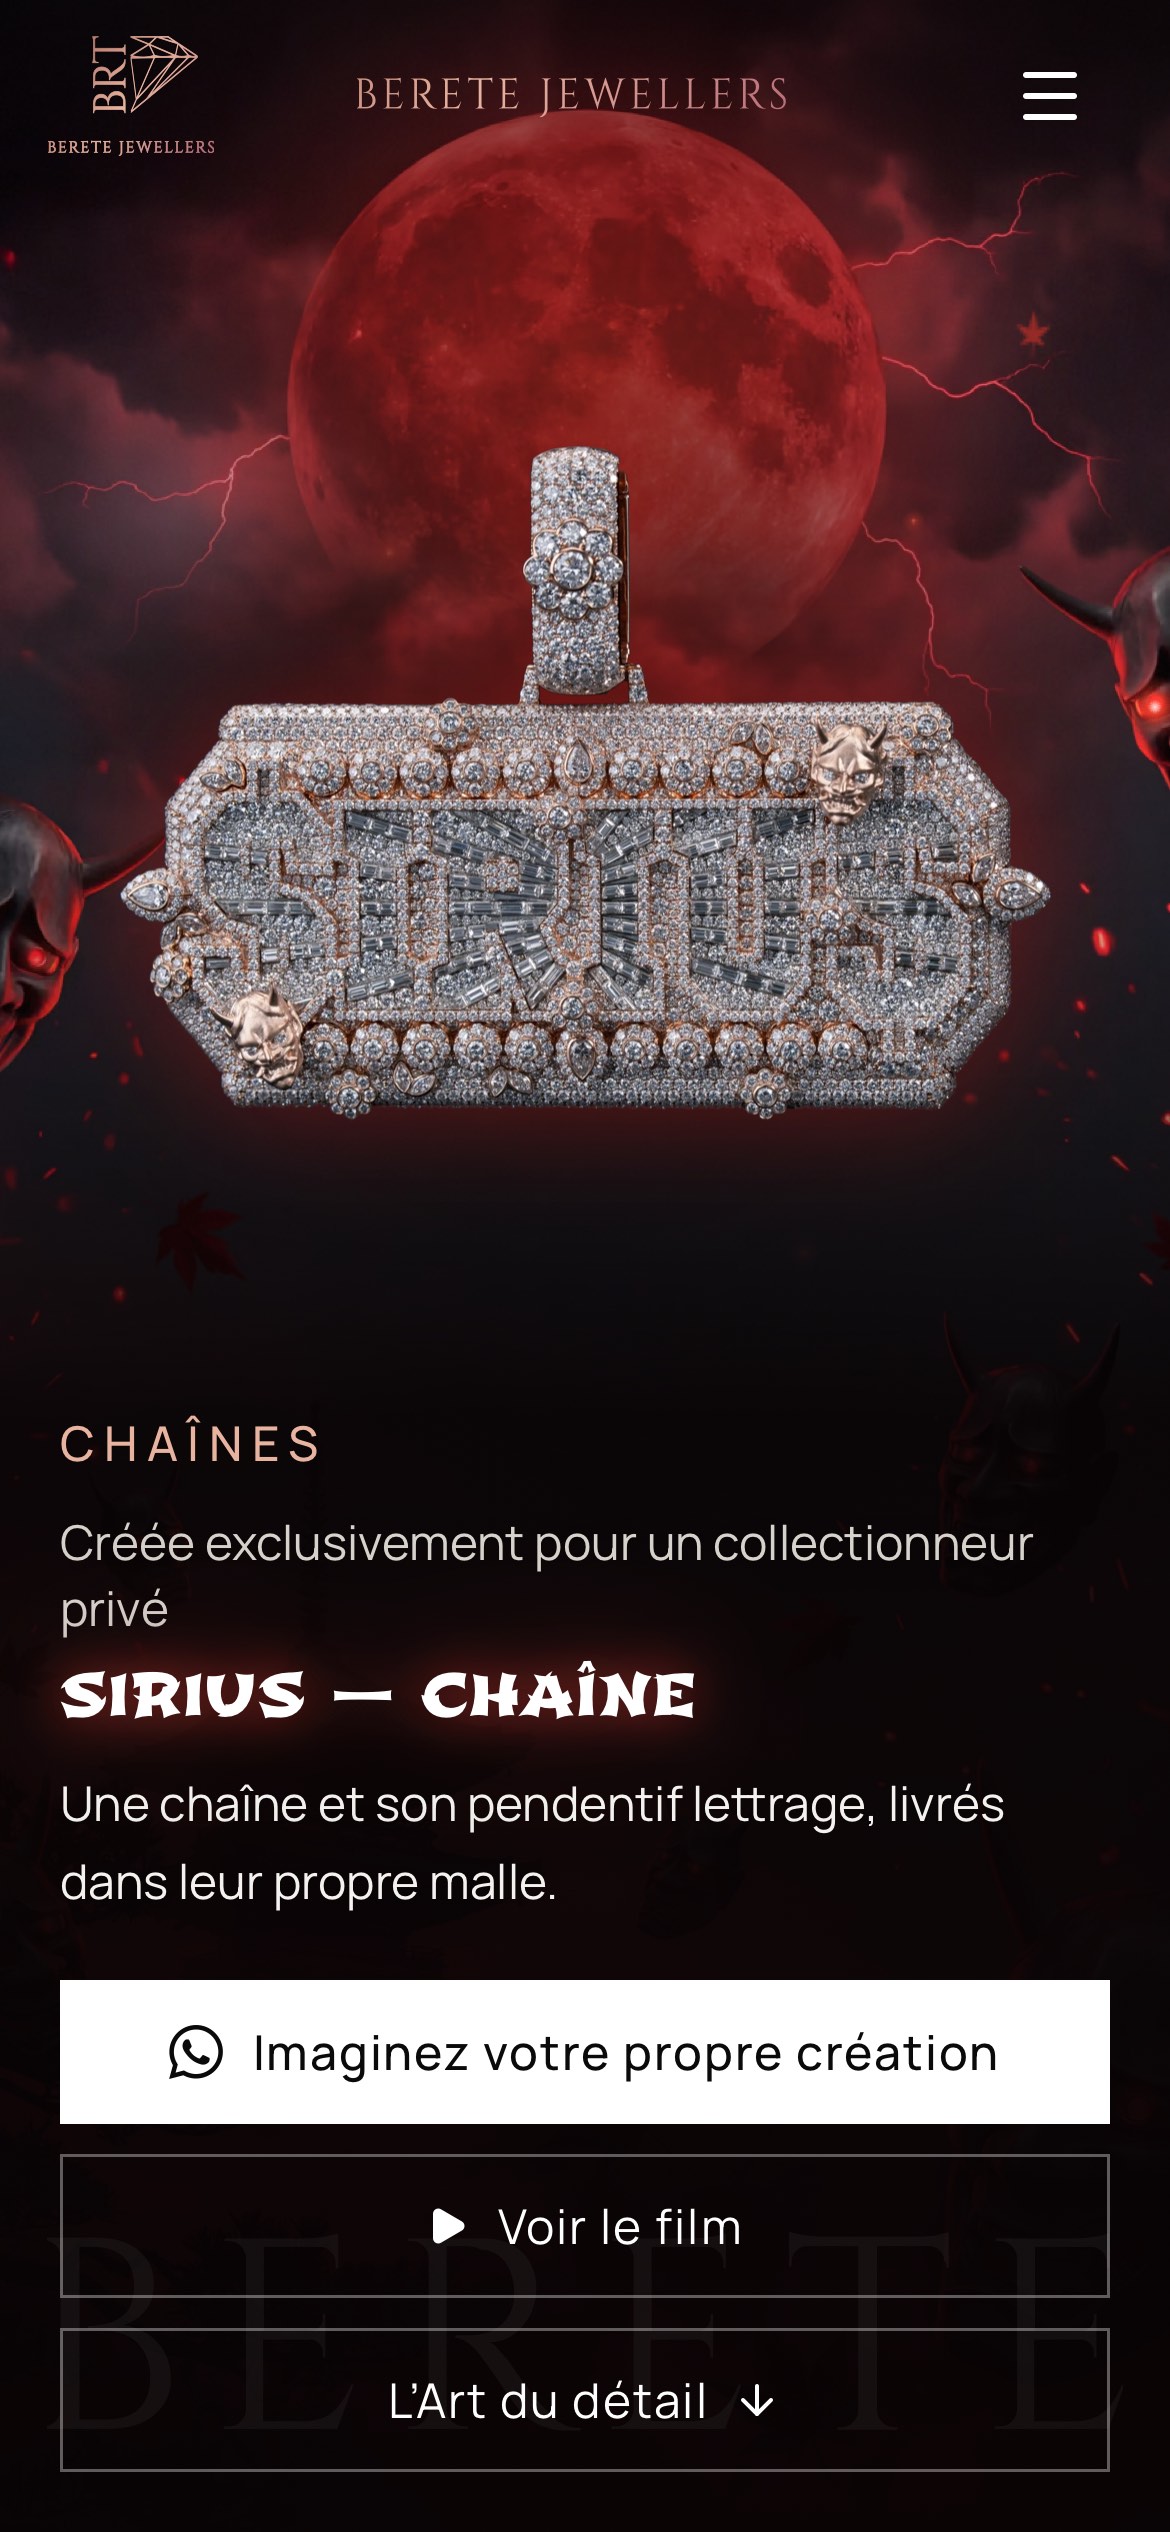 BRT
BERETE JEWELLERS
BERETE JEWELLERS
SIRIUS
CHAÎNES
Créée exclusivement pour un collectionneur
privé
SIRIUS — CHAÎNE
Une chaîne et son pendentif lettrage, livrés
dans leur propre malle.
Imaginez votre propre création
Voir le film
BERETE
L’Art du détail ↓